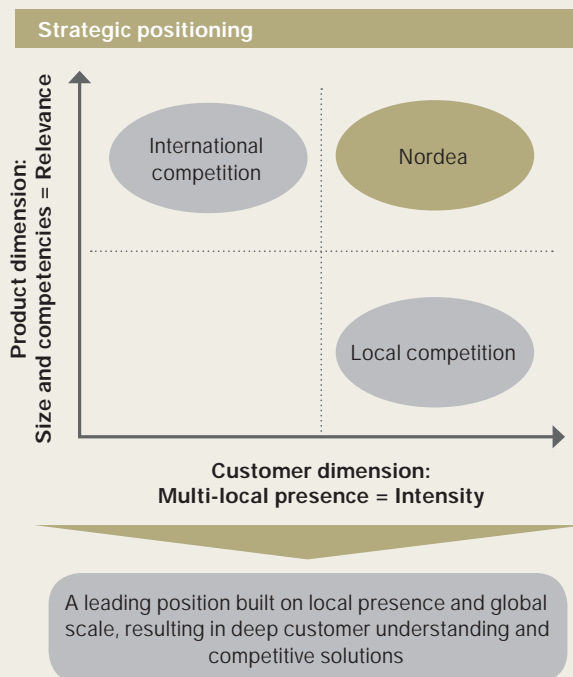 Strategic positioning
Product dimension:
Size and competencies = Relevance
International
competition
Nordea
Local competition
Customer dimension:
Multi-local presence = Intensity
A leading position built on local presence and global
scale, resulting in deep customer understanding and
competitive solutions